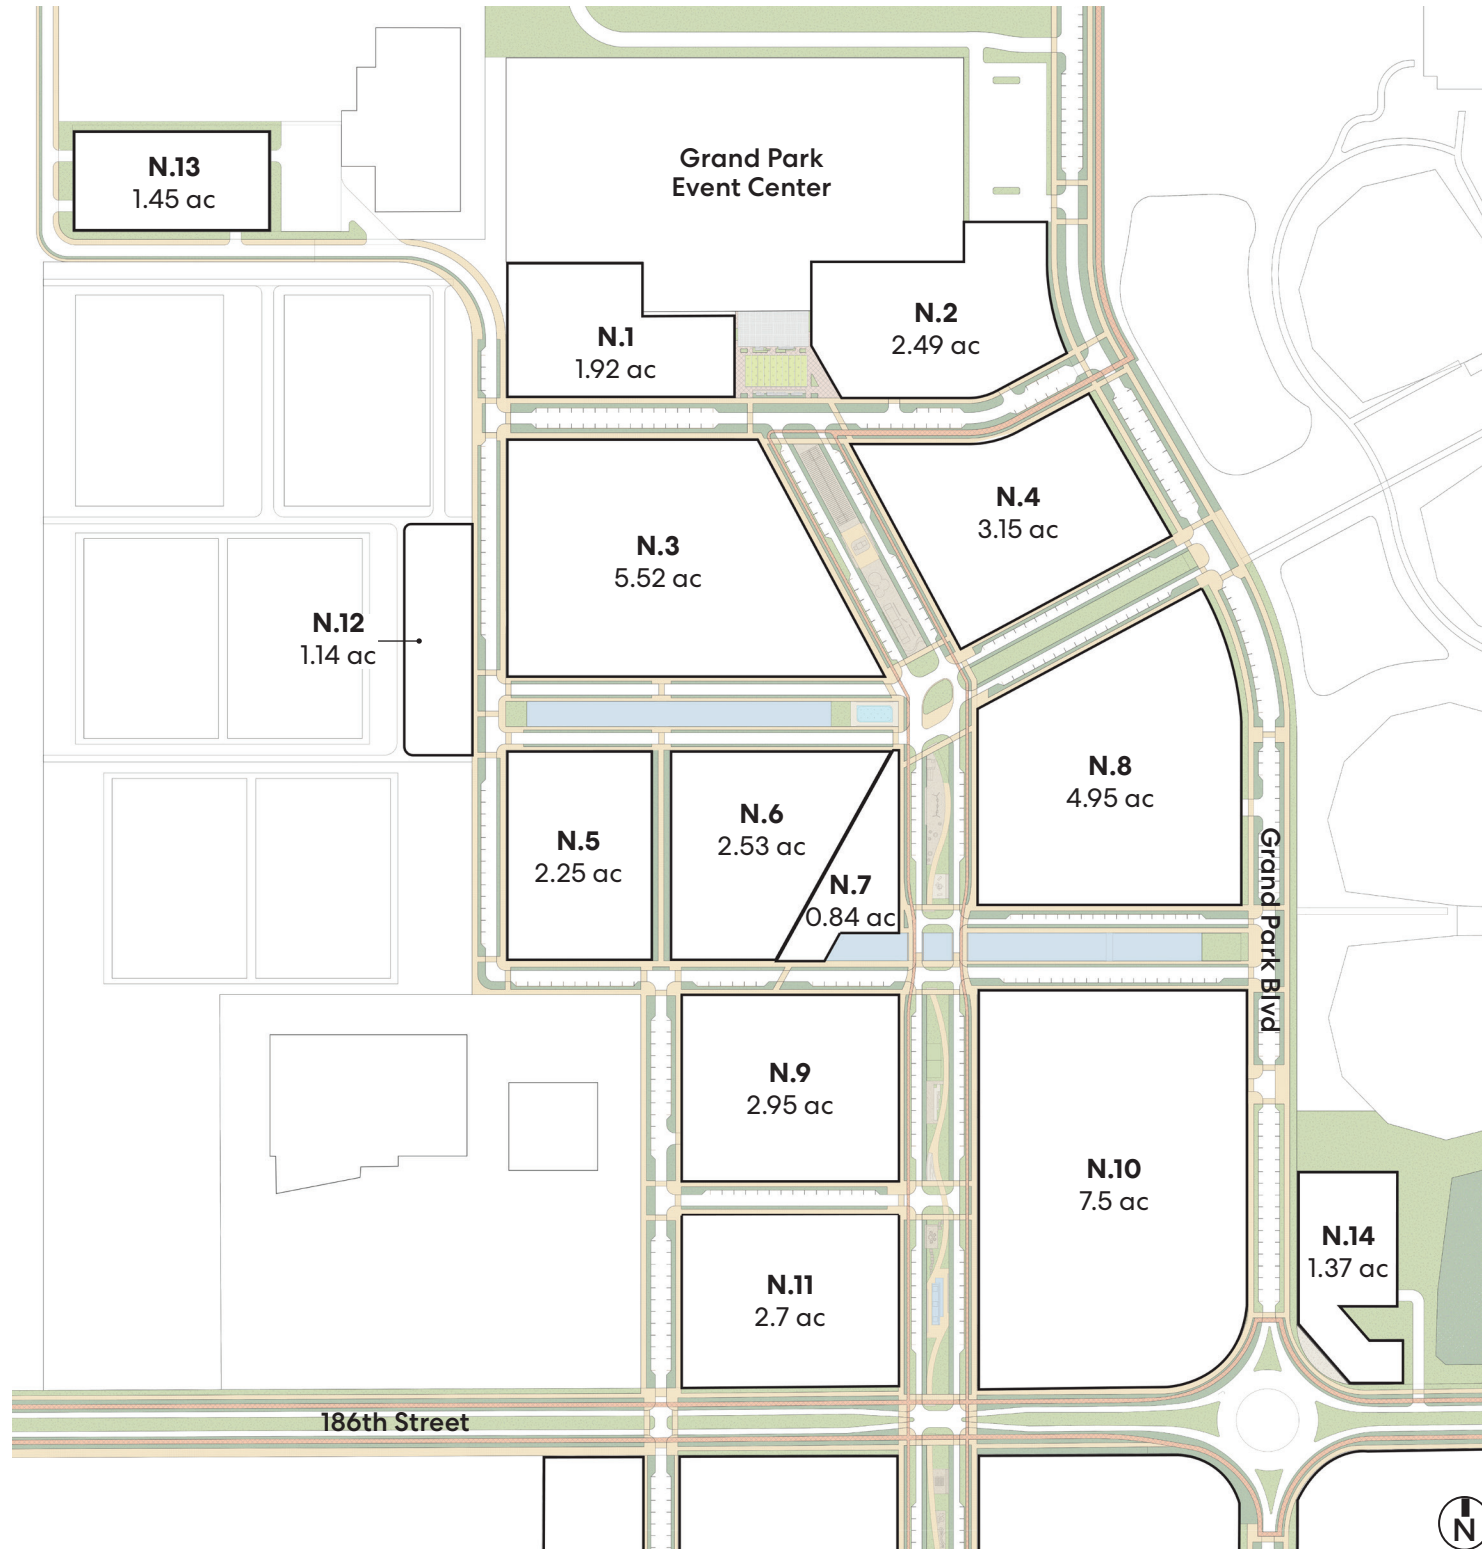 Grand Park
Event Center
N.13
1.45 ac
N.1
1.92 ac
N.2
2.49 ac
N.3
5.52 ac
N.4
3.15 ac
N.12
1.14 ac
N.5
2.25 ac
N.6
2.53 ac
N.7
0.84 ac
N.8
4.95 ac
Grand Park Blvd
N.9
2.95 ac
N.10
7.5 ac
N.11
2.7 ac
N.14
1.37 ac
186th Street
N